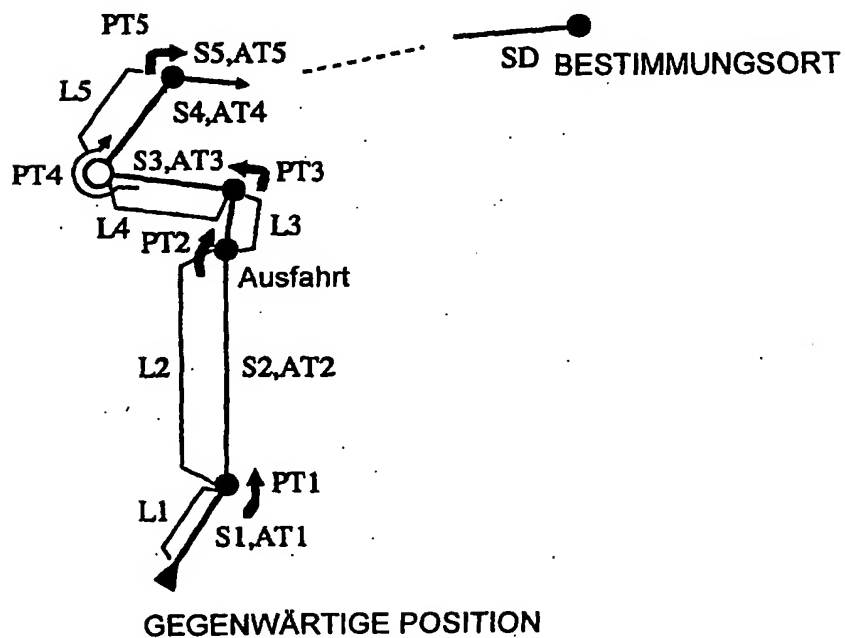 PT5
S5,AT5
SD BESTIMMUNGSORT
L5
S4,AT4
PT4
S3,AT3
PT3
L4
PT2
L3
Ausfahrt
L2
S2,AT2
PT1
L1
S1,AT1
GEGENWÄRTIGE POSITION